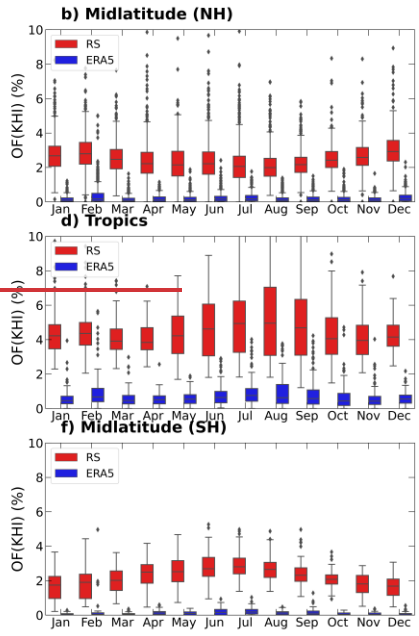 b) Midlatitude (NH)
10
8
6
4
2
0
OF(KHI) (%)
RS
ERA5
Jan Feb Mar Apr May Jun Jul Aug Sep Oct Nov Dec
d) Tropics
10
8
6
4
2
0
OF(KHI) (%)
RS
ERA5
Jan Feb Mar Apr May Jun Jul Aug Sep Oct Nov Dec
f) Midlatitude (SH)
10
8
6
4
2
0
OF(KHI) (%)
RS
ERA5
Jan Feb Mar Apr May Jun Jul Aug Sep Oct Nov Dec